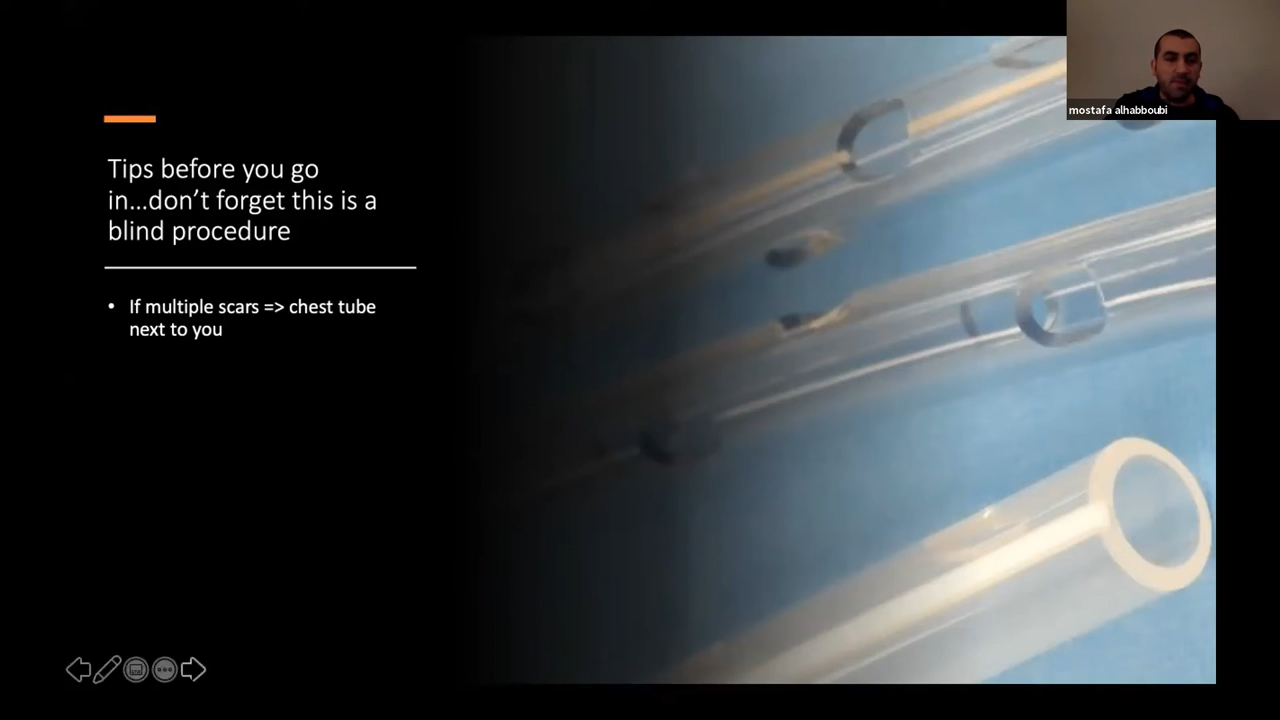 mostafa alhabboubi
Tips before you go
in...don't forget this is a
blind procedure
• If multiple scars => chest tube
next to you